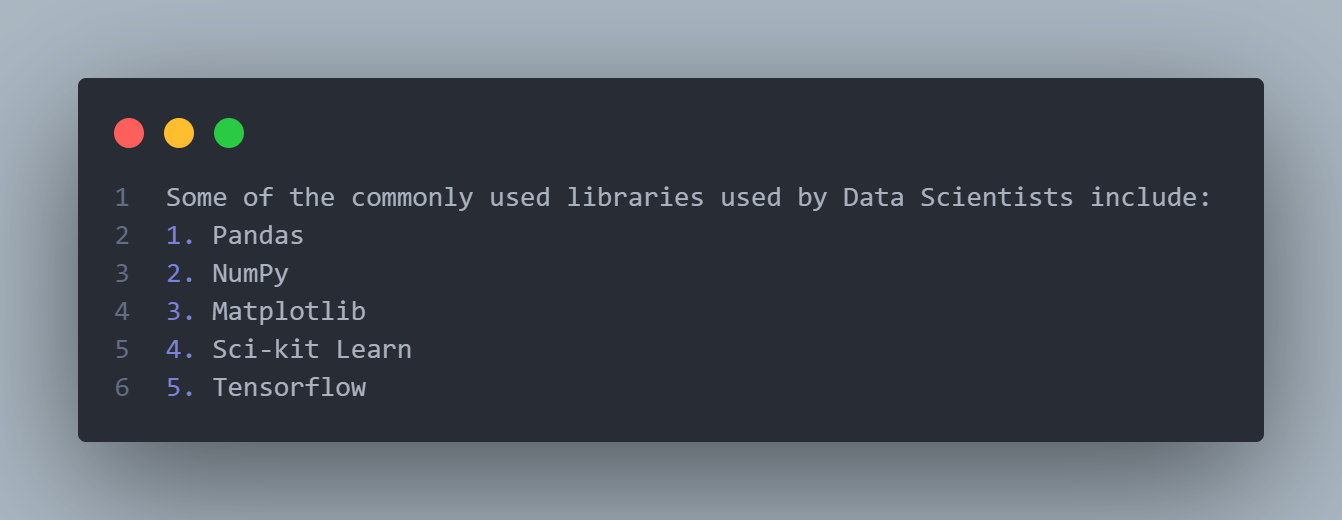 1 Some of the commonly used libraries used by Data Scientists include:
2 1. Pandas
3 2. NumPy
4 3. Matplotlib
5 4. Sci-kit Learn
6 5. Tensorflow